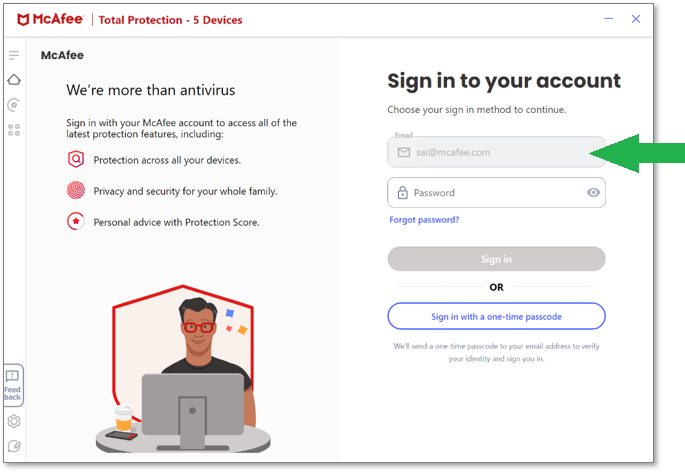 McAfee | Total Protection - 5 Devices
McAfee
We're more than antivirus
Sign in with your McAfee account to access all of the
latest protection features, including:
Protection across all your devices.
Privacy and security for your whole family.
Personal advice with Protection Score.
Feed
back
Sign in to your account
Choose your sign in method to continue.
Email
sai@mcafee.com
Password
Forgot password?
Sign in
OR
Sign in with a one-time passcode
We'll send a one-time passcode to your email address to verify
your identity and sign you in.